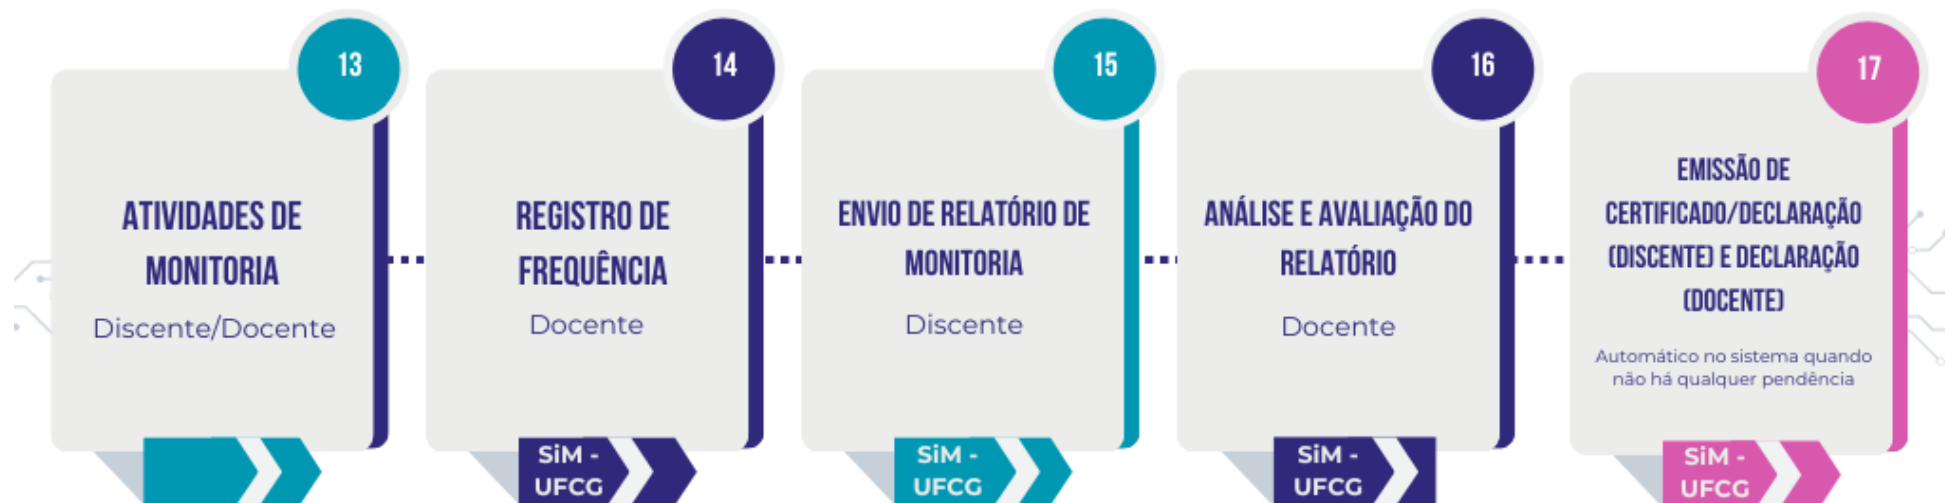 13
ATIVIDADES DE
MONITORIA
Discente/Docente
14
REGISTRO DE
FREQUÊNCIA
Docente
SiM -
UFCG
15
ENVIO DE RELATÓRIO DE
MONITORIA
Discente
SiM -
UFCG
16
ANÁLISE E AVALIAÇÃO DO
RELATÓRIO
Docente
SiM -
UFCG
17
EMISSÃO DE
CERTIFICADO/DECLARAÇÃO
(DISCENTE) E DECLARAÇÃO
(DOCENTE)
Automático no sistema quando
não há qualquer pendência
SiM -
UFCG